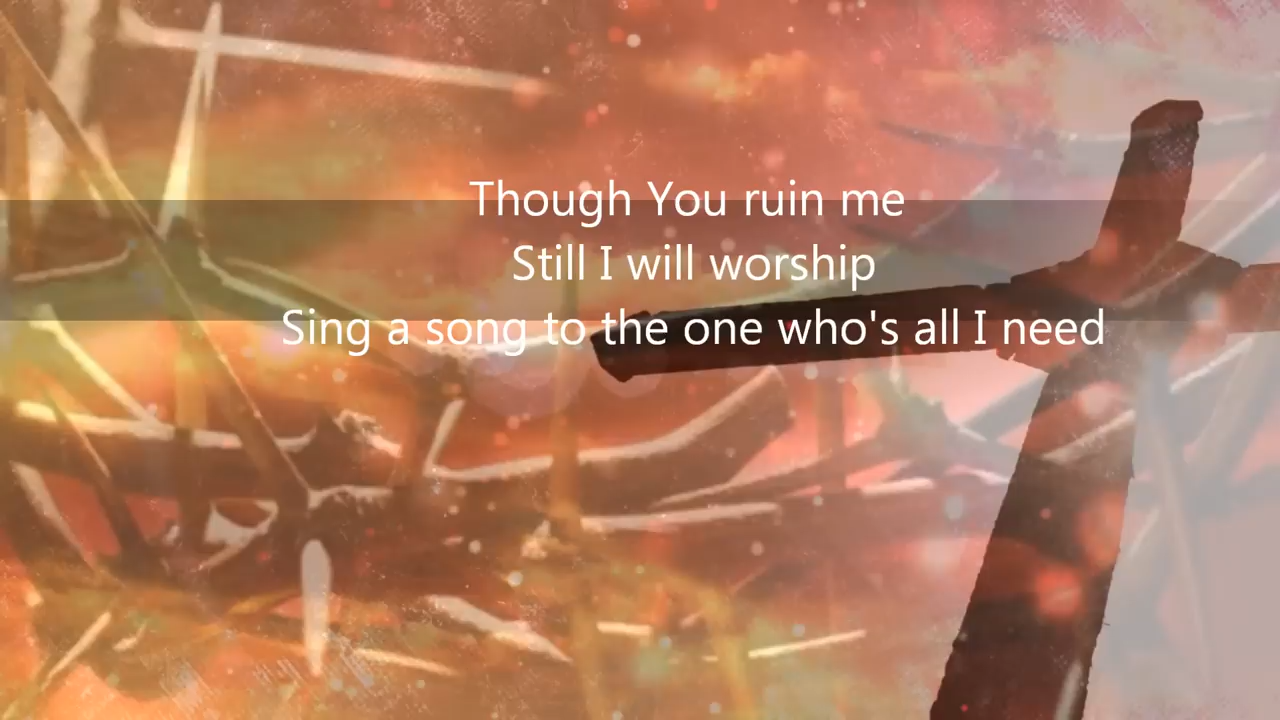 Though You ruin me
Still I will worship
Sing a song to the one who's all I need